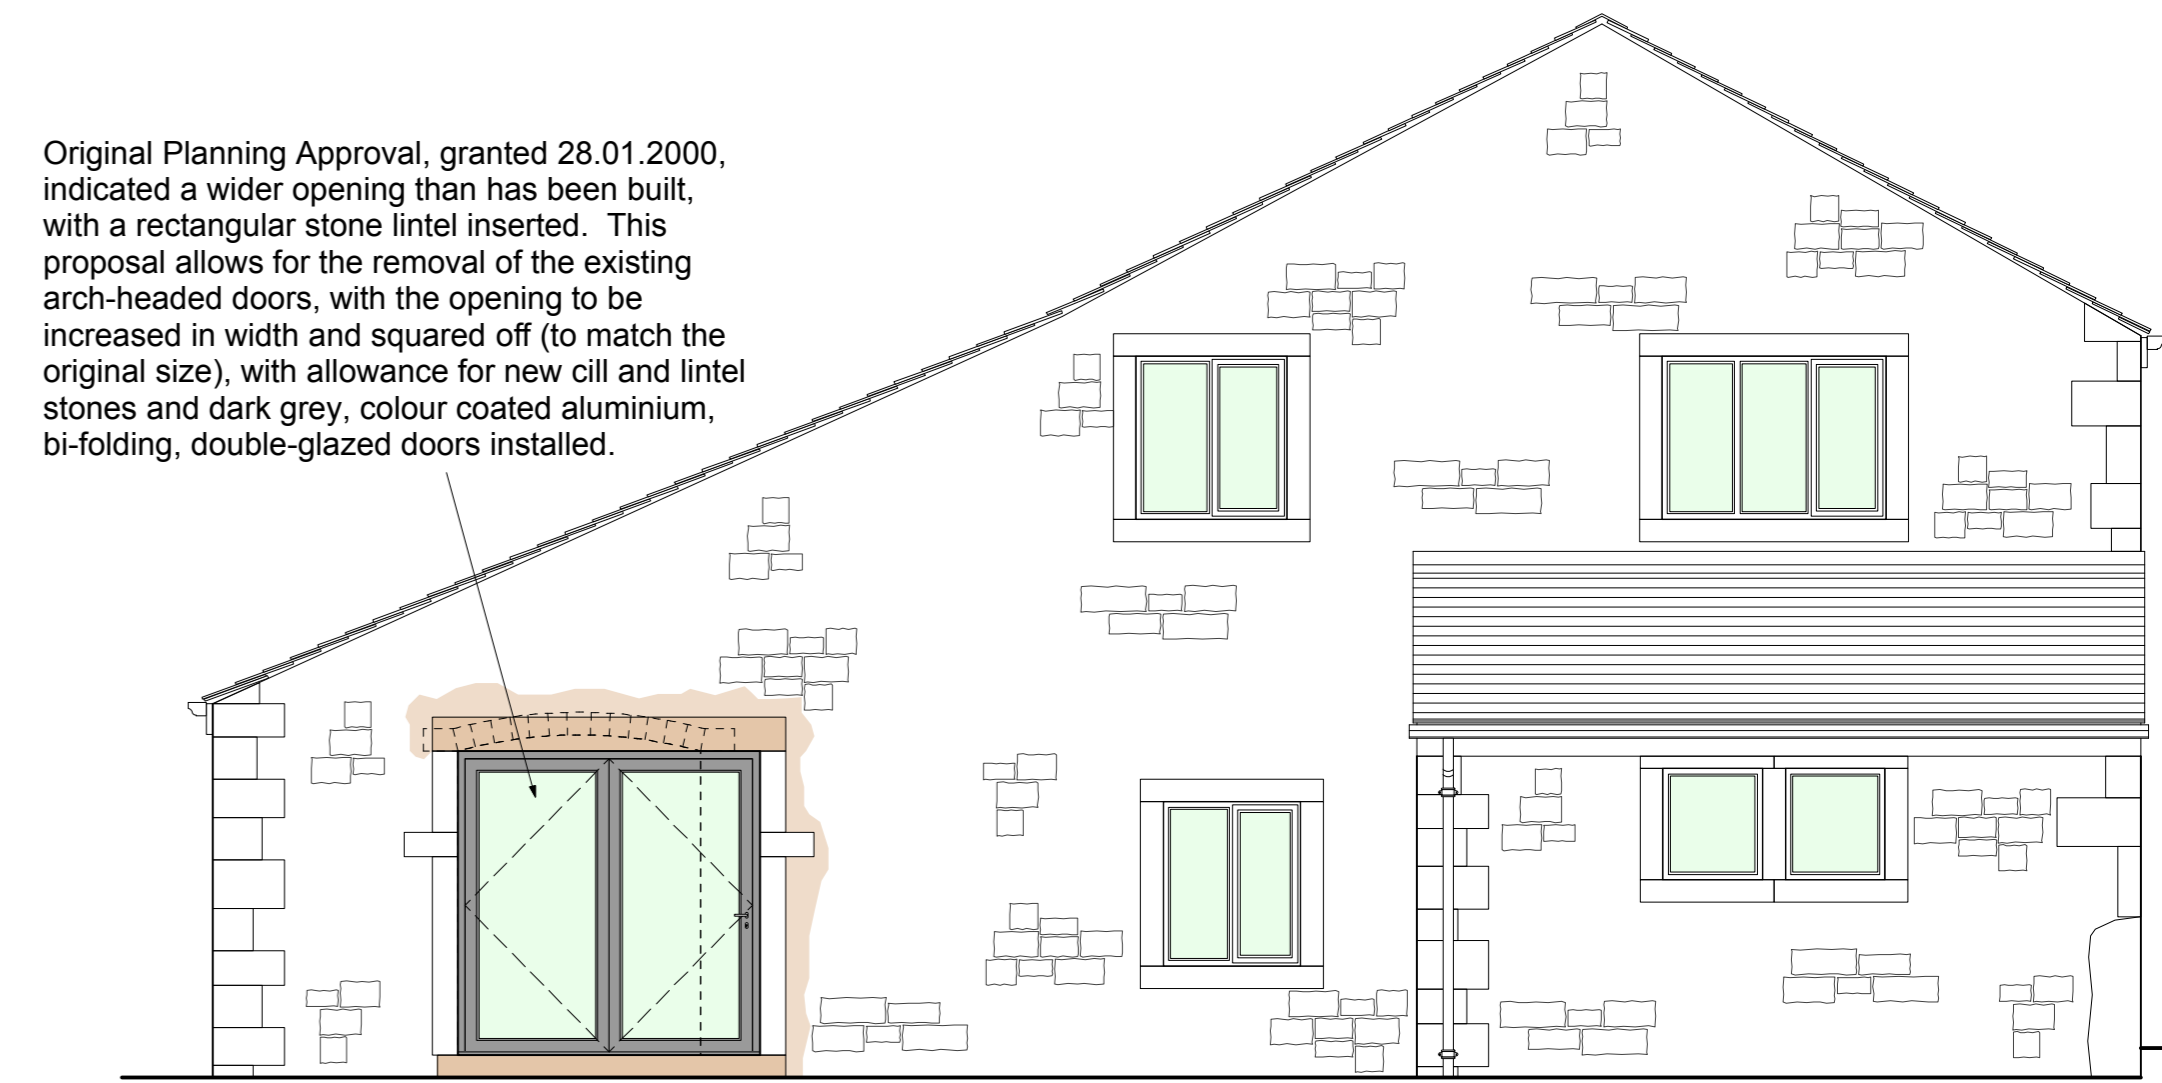 Original Planning Approval, granted 28.01.2000,
indicated a wider opening than has been built,
with a rectangular stone lintel inserted.  This
proposal allows for the removal of the existing
arch-headed doors, with the opening to be
increased in width and squared off (to match the
original size), with allowance for new cill and lintel
stones and dark grey, colour coated aluminium,
bi-folding, double-glazed doors installed.